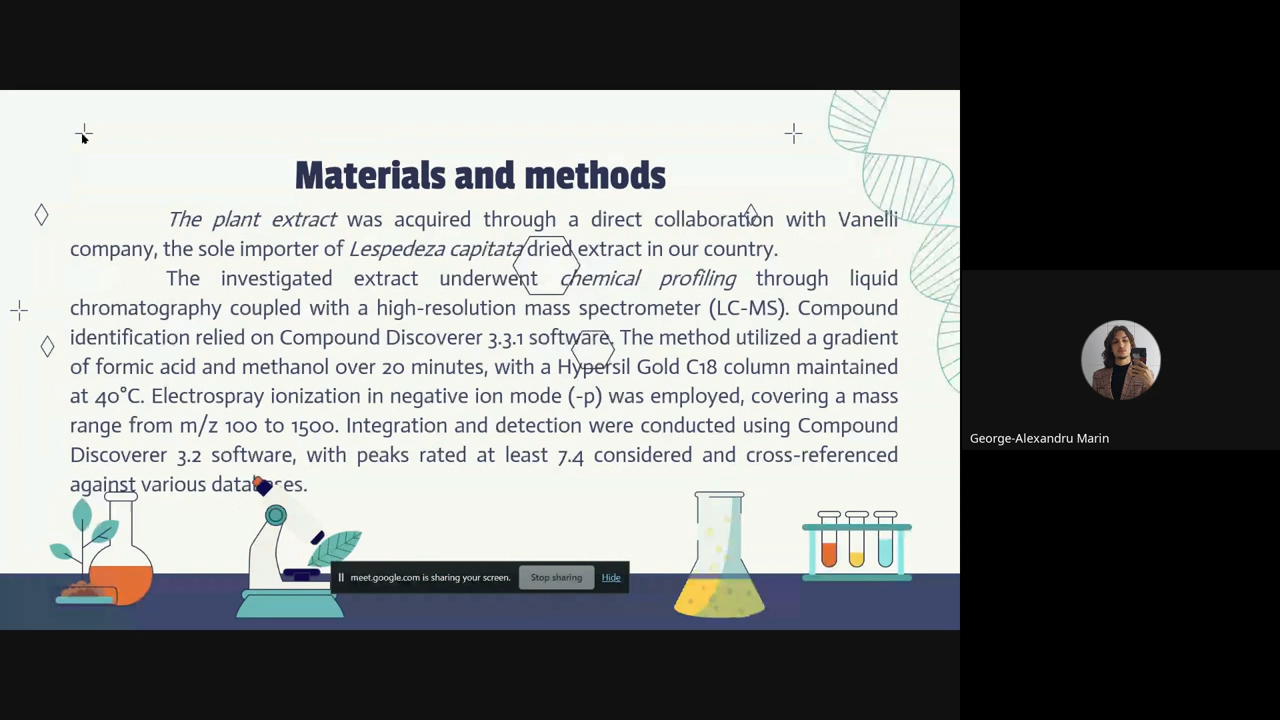 Materials and methods
The plant extract was acquired through a direct collaboration with Vanelli
company, the sole importer of Lespedeza capitata dried extract in our country.
The investigated extract underwent chemical profiling through liquid
chromatography coupled with a high-resolution mass spectrometer (LC-MS). Compound
identification relied on Compound Discoverer 3.3.1 software. The method utilized a gradient
of formic acid and methanol over 20 minutes, with a Hypersil Gold C18 column maintained
at 40°C. Electrospray ionization in negative ion mode (-p) was employed, covering a mass
range from m/z 100 to 1500. Integration and detection were conducted using Compound
Discoverer 3.2 software, with peaks rated at least 7.4 considered and cross-referenced
against various databases.
meet.google.com is sharing your screen. Stop sharing Hide
George-Alexandru Marin